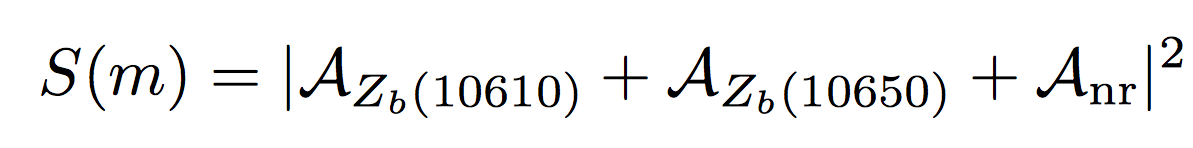 S(m) = |𝒜_{Z_b(10610)} + 𝒜_{Z_b(10650)} + 𝒜_{nr}|^2